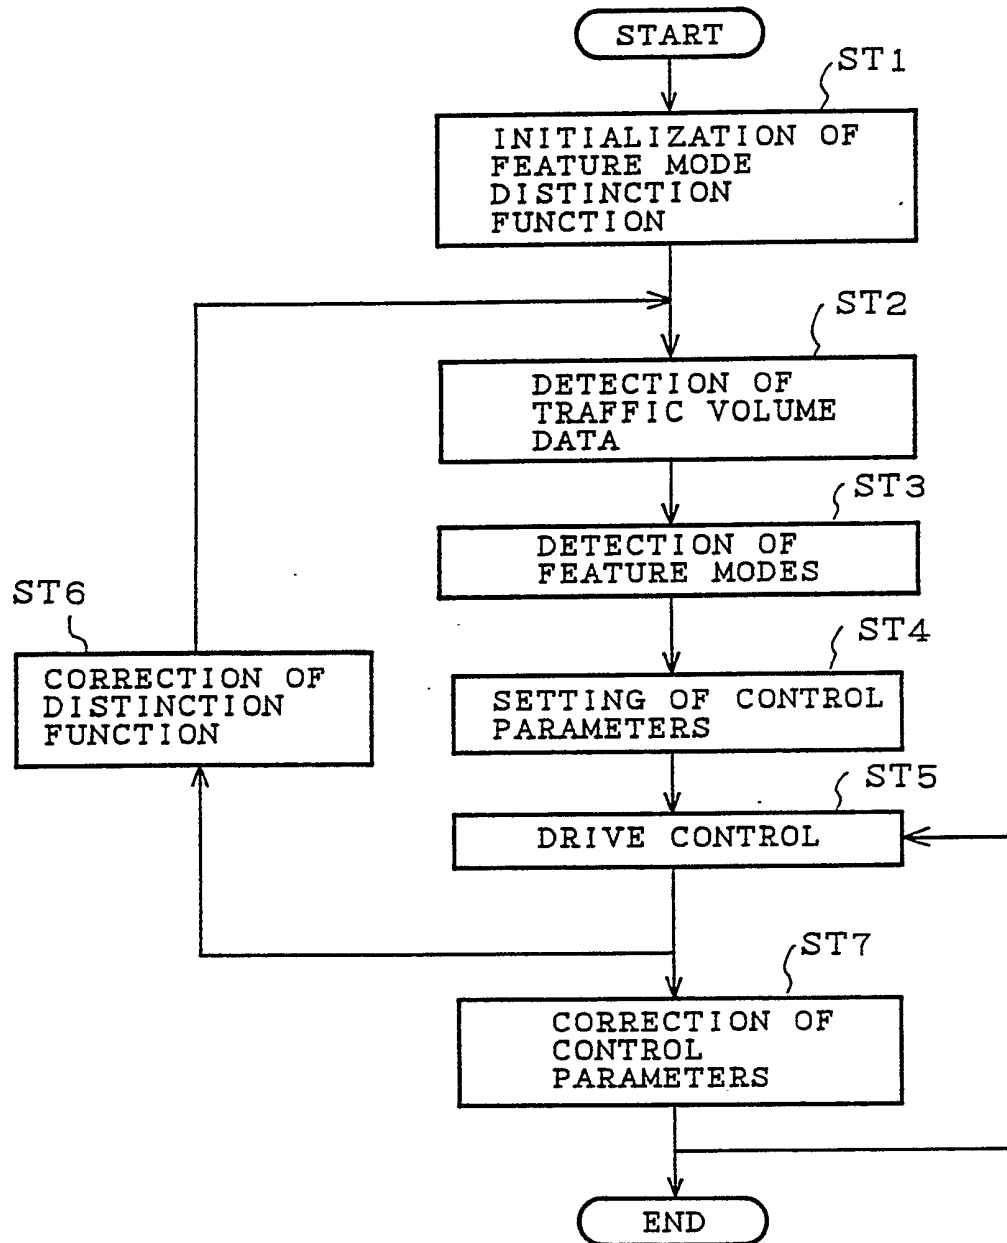 START
ST1
INITIALIZATION OF
FEATURE MODE
DISTINCTION
FUNCTION
ST2
DETECTION OF
TRAFFIC VOLUME
DATA
ST3
DETECTION OF
FEATURE MODES
ST6
CORRECTION OF
DISTINCTION
FUNCTION
ST4
SETTING OF CONTROL
PARAMETERS
ST5
DRIVE CONTROL
ST7
CORRECTION OF
CONTROL
PARAMETERS
END